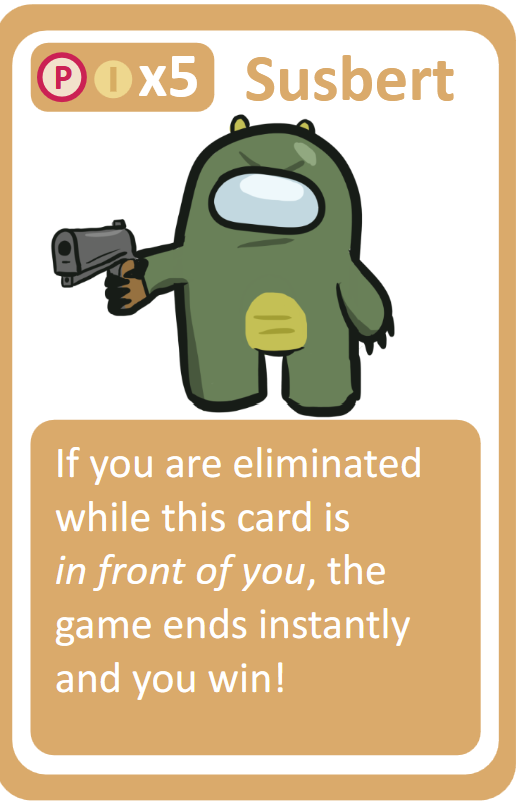 P I x5 Susbert
If you are eliminated
while this card is
in front of you, the
game ends instantly
and you win!